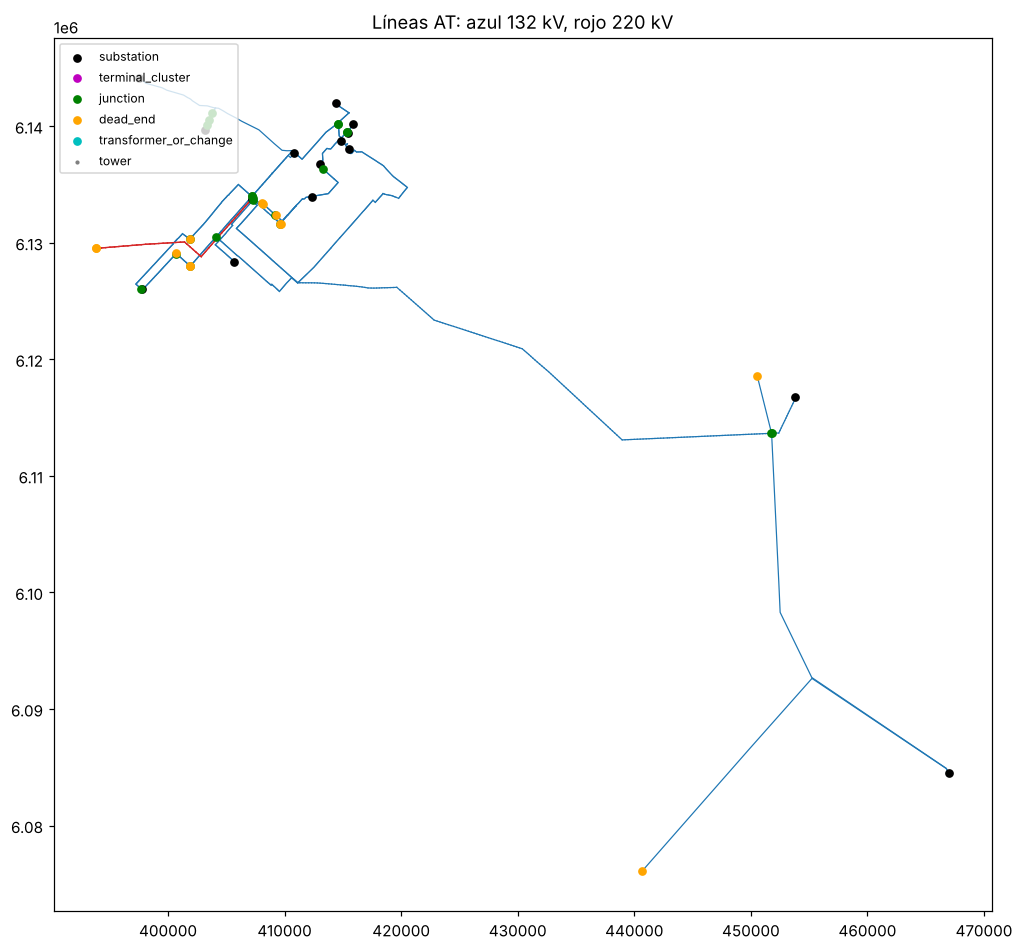 Líneas AT: azul 132 kV, rojo 220 kV
1e6
substation
terminal_cluster
junction
dead_end
transformer_or_change
tower
6.14
6.13
6.12
6.11
6.10
6.09
6.08
400000 410000 420000 430000 440000 450000 460000 470000